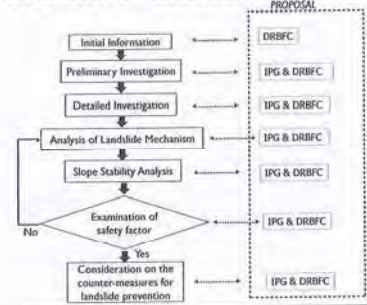 PROPOSAL
Initial Information
DRBFC
Preliminary Investigation
IPG & DRBFC
Detailed Investigation
IPG & DRBFC
Analysis of Landslide Mechanism
IPG & DRBFC
Slope Stability Analysis
IPG & DRBFC
Examination of
safety factor
IPG & DRBFC
No
Yes
Consideration on the
counter-measures for
landslide prevention
IPG & DRBFC